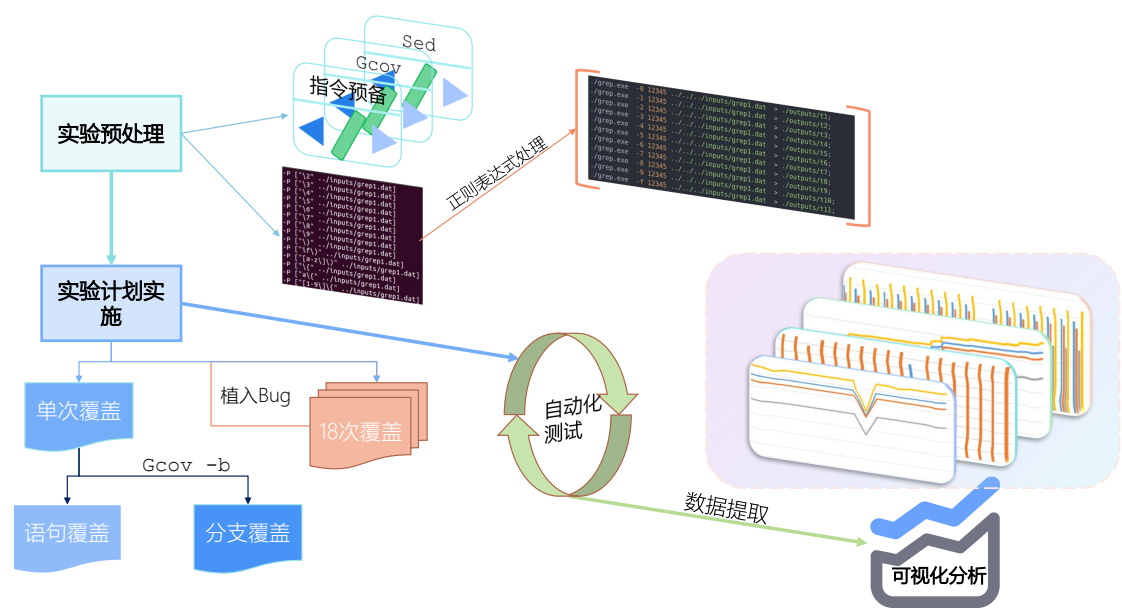 Sed
Gcov
指令预备
实验预处理
正则表达式处理
./grep.exe -0 12345 ../../../inputs/grep1.dat > ./outputs/t1;
./grep.exe -1 12345 ../../../inputs/grep1.dat > ./outputs/t2;
./grep.exe -2 12345 ../../../inputs/grep1.dat > ./outputs/t3;
./grep.exe -3 12345 ../../../inputs/grep1.dat > ./outputs/t4;
./grep.exe -4 12345 ../../../inputs/grep1.dat > ./outputs/t5;
./grep.exe -5 12345 ../../../inputs/grep1.dat > ./outputs/t6;
./grep.exe -6 12345 ../../../inputs/grep1.dat > ./outputs/t7;
./grep.exe -7 12345 ../../../inputs/grep1.dat > ./outputs/t8;
./grep.exe -8 12345 ../../../inputs/grep1.dat > ./outputs/t9;
./grep.exe -9 12345 ../../../inputs/grep1.dat > ./outputs/t10;
./grep.exe -f 12345 ../../../inputs/grep1.dat > ./outputs/t11;
-P ["\2" ../inputs/grep1.dat]
-P ["\3" ../inputs/grep1.dat]
-P ["\4" ../inputs/grep1.dat]
-P ["\5" ../inputs/grep1.dat]
-P ["\6" ../inputs/grep1.dat]
-P ["\7" ../inputs/grep1.dat]
-P ["\8" ../inputs/grep1.dat]
-P ["\9" ../inputs/grep1.dat]
-P ["\)" ../inputs/grep1.dat]
-P ["if\)" ../inputs/grep1.dat]
-P ["[a-z\]\)" ../inputs/grep1.dat]
-P ["\(" ../inputs/grep1.dat]
-P ["a\(" ../inputs/grep1.dat]
-P ["[1-9\]\(" ../inputs/grep1.dat]
实验计划实
施
单次覆盖
植入Bug
18次覆盖
自动化
测试
Gcov -b
语句覆盖
分支覆盖
数据提取
可视化分析